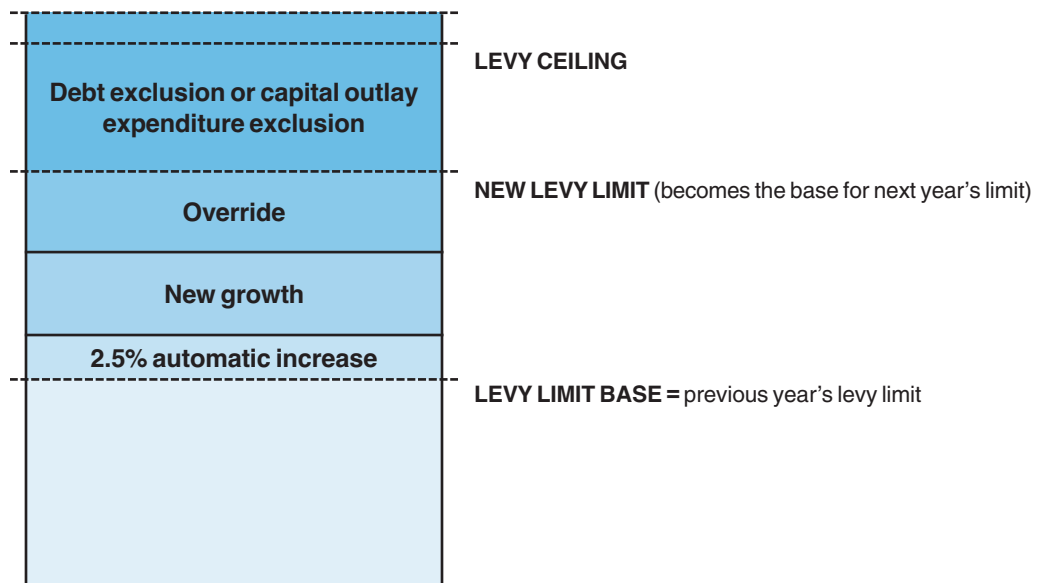 LEVY CEILING
Debt exclusion or capital outlay
expenditure exclusion
NEW LEVY LIMIT (becomes the base for next year’s limit)
Override
New growth
2.5% automatic increase
LEVY LIMIT BASE = previous year’s levy limit